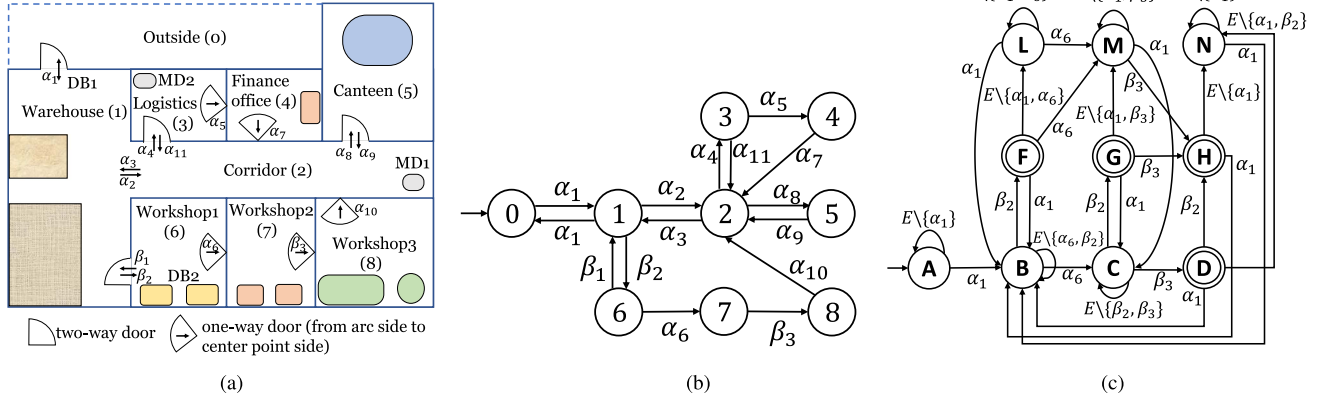 Outside (0)
α₁
DB1
Warehouse (1)
MD2
Logistics
(3)
α₅
Finance
office (4)
α₇
Canteen (5)
α₄
α₁₁
α₈
α₉
α₃
α₂
Corridor (2)
MD1
Workshop1
(6)
α₆
Workshop2
(7)
β₃
α₁₀
Workshop3
(8)
β₁
β₂
DB2
two-way door
one-way door (from arc side to
center point side)
(a)
3
α₅
4
α₄
α₁₁
α₇
0
α₁
α₁
1
α₂
α₃
2
α₈
α₉
5
β₁
β₂
α₁₀
6
α₆
7
β₃
8
(b)
L
α₆
M
α₁
N
E\{α₁, β₂}
α₁
α₁
β₃
E\{α₁, α₆}
E\{α₁, β₃}
E\{α₁}
α₆
F
G
β₃
H
α₁
β₂
α₁
β₂
α₁
β₂
E\{α₁}
E\{α₆, β₂}
A
α₁
B
α₆
C
β₃
D
α₁
E\{β₂, β₃}
(c)